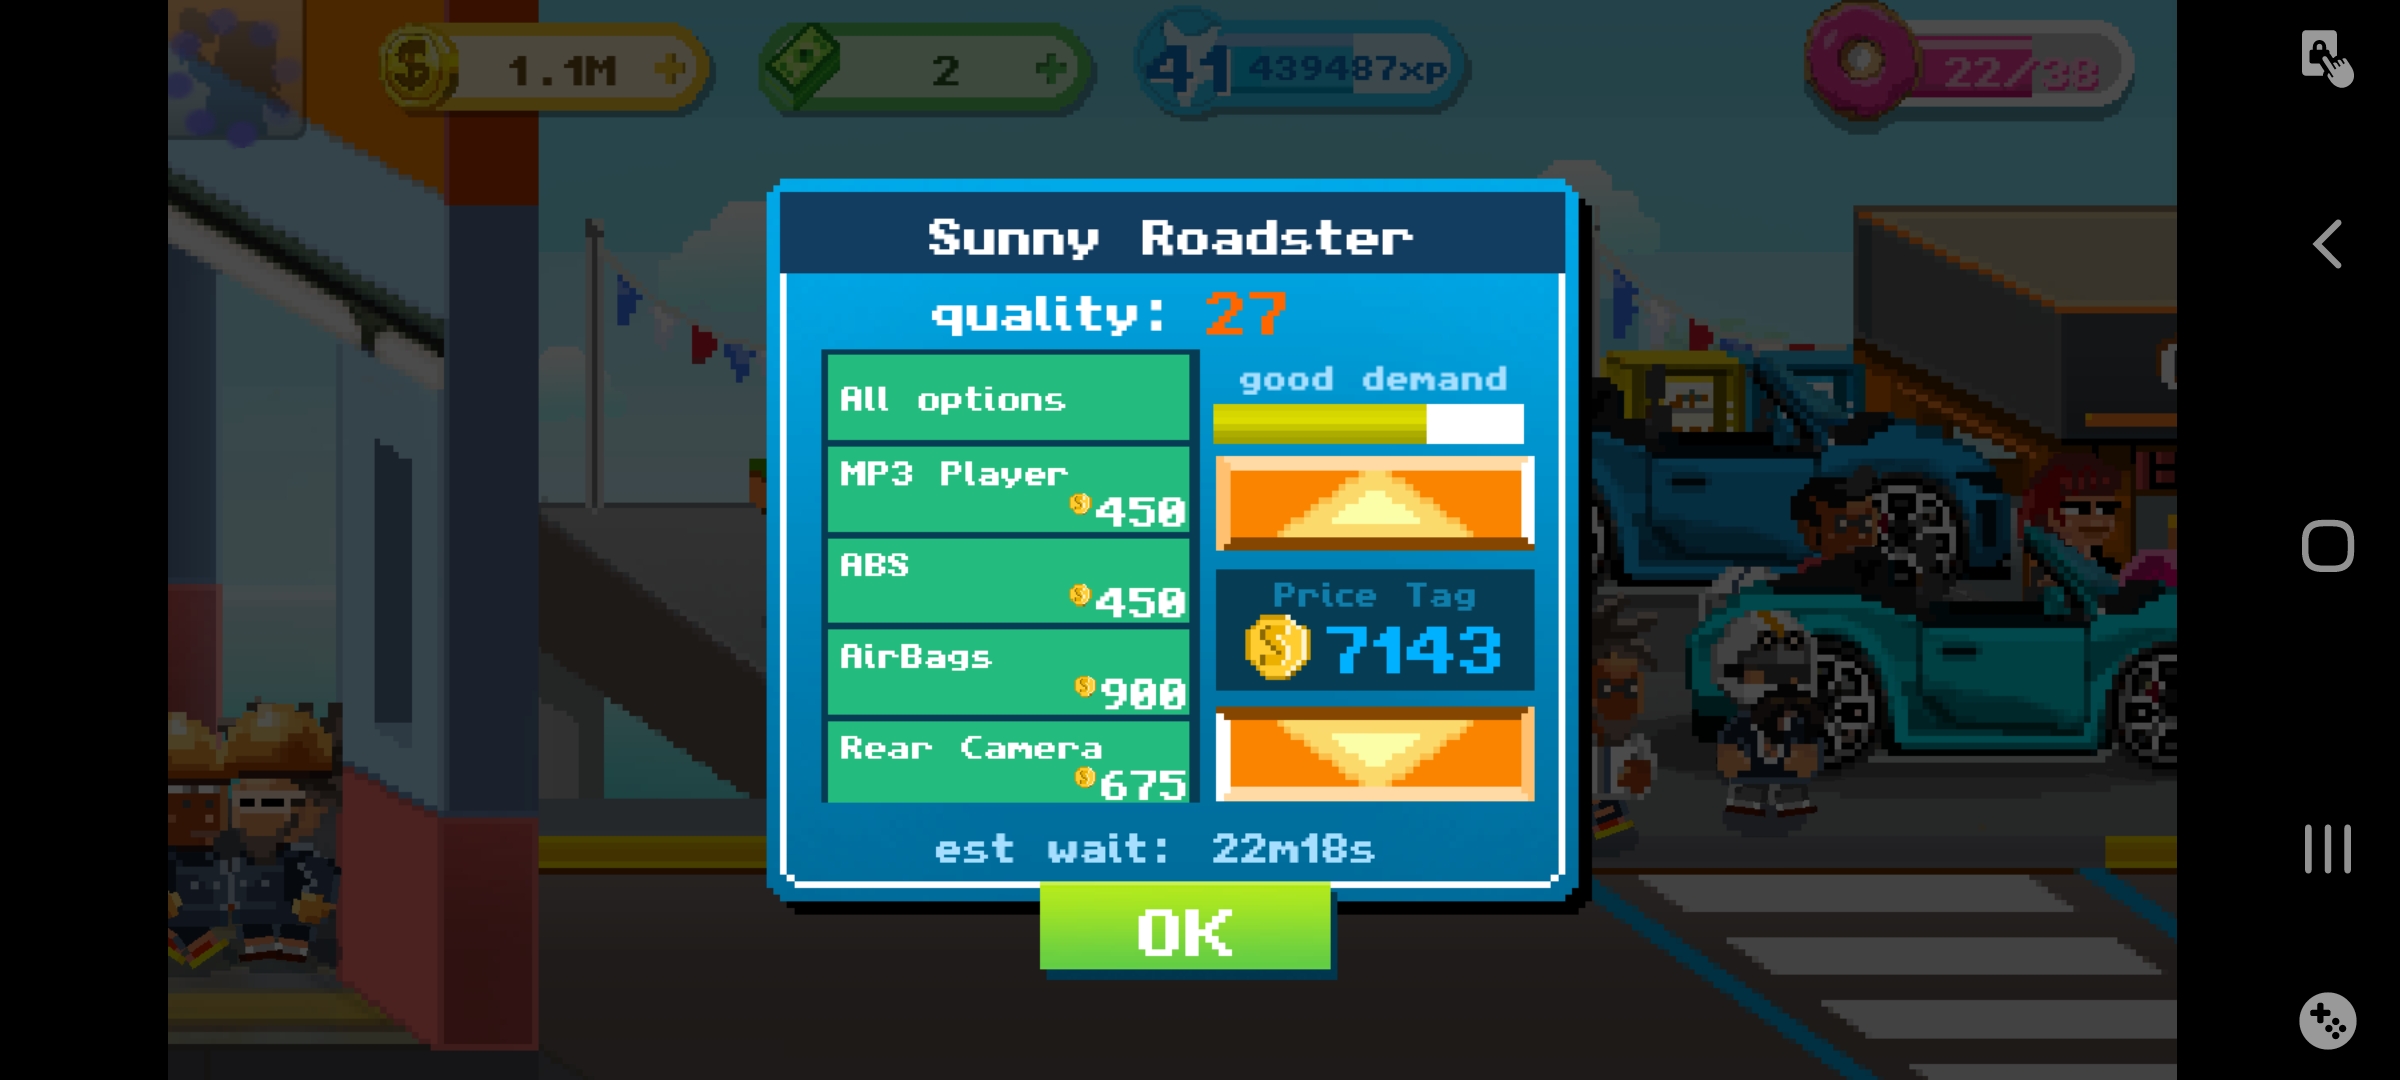 1.1M
2
41 439487xp
22/38
Sunny Roadster
quality: 27
All options
MP3 Player
450
ABS
450
AirBags
900
Rear Camera
675
good demand
Price Tag
7143
est wait: 22m18s
OK